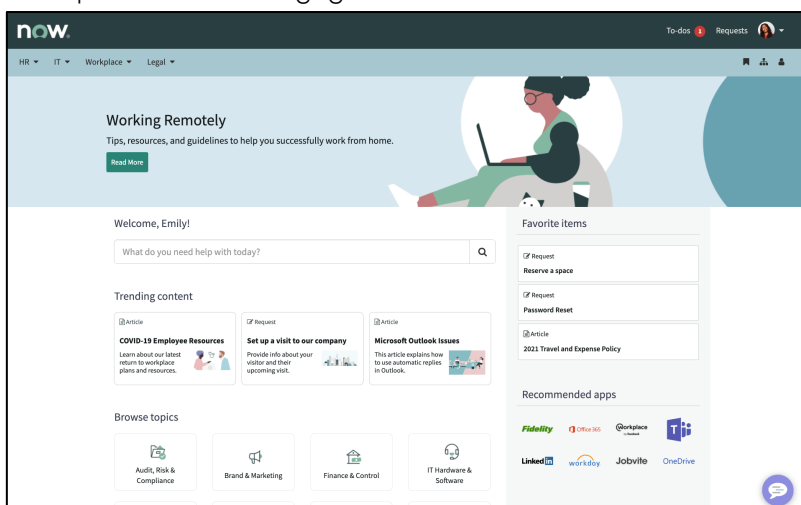 now.
To-dos 1 Requests
HR IT Workplace Legal
Working Remotely
Tips, resources, and guidelines to help you successfully work from home.
Read More
Welcome, Emily!
What do you need help with today?
Trending content
Article
COVID-19 Employee Resources
Learn about our latest
return to workplace
plans and resources.
Request
Set up a visit to our company
Provide info about your
visitor and their
upcoming visit.
Article
Microsoft Outlook Issues
This article explains how
to use automatic replies
in Outlook.
Browse topics
Audit, Risk &
Compliance
Brand & Marketing
Finance & Control
IT Hardware &
Software
Favorite items
Request
Reserve a space
Request
Password Reset
Article
2021 Travel and Expense Policy
Recommended apps
Fidelity Office 365 Workplace
LinkedIn workday Jobvite OneDrive